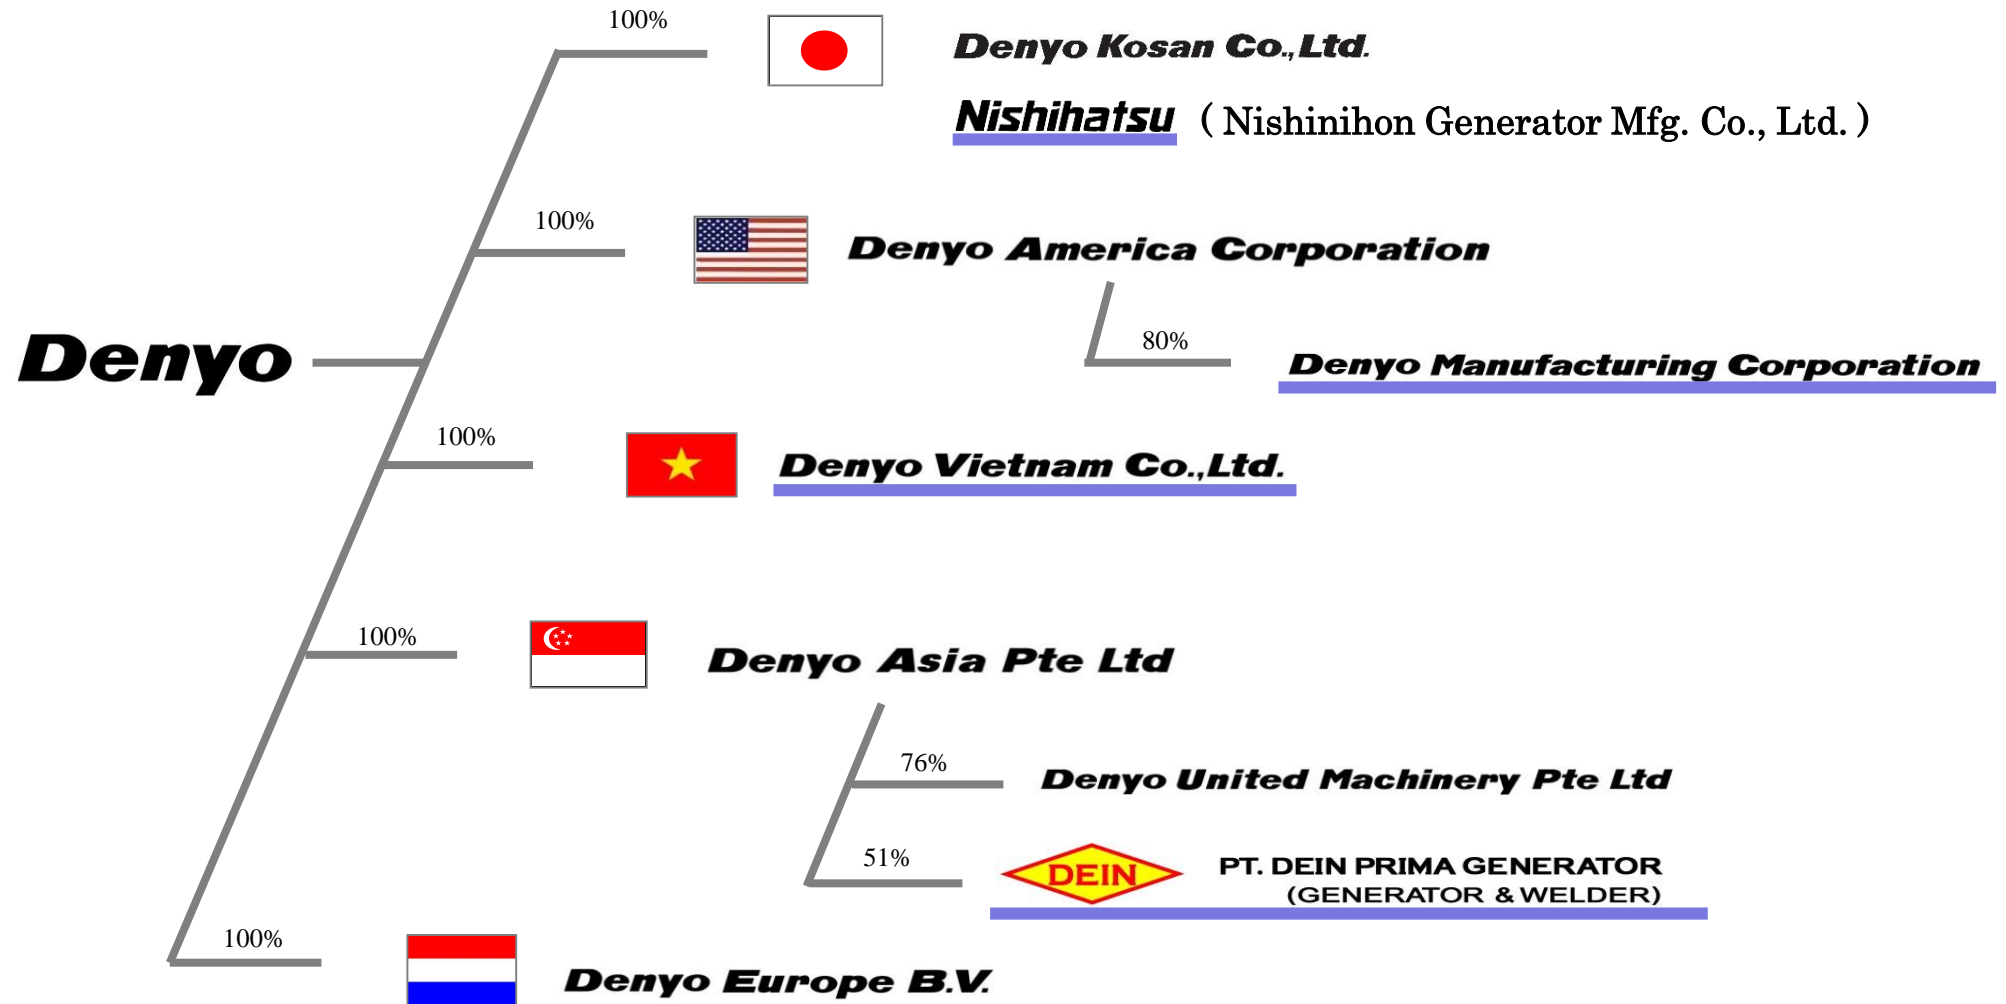 100%
Denyo Kosan Co.,Ltd.
Nishihatsu ( Nishinihon Generator Mfg. Co., Ltd. )
100%
Denyo America Corporation
80%
Denyo Manufacturing Corporation
Denyo
100%
Denyo Vietnam Co.,Ltd.
100%
Denyo Asia Pte Ltd
76%
Denyo United Machinery Pte Ltd
51%
DEIN PT. DEIN PRIMA GENERATOR
(GENERATOR & WELDER)
100%
Denyo Europe B.V.